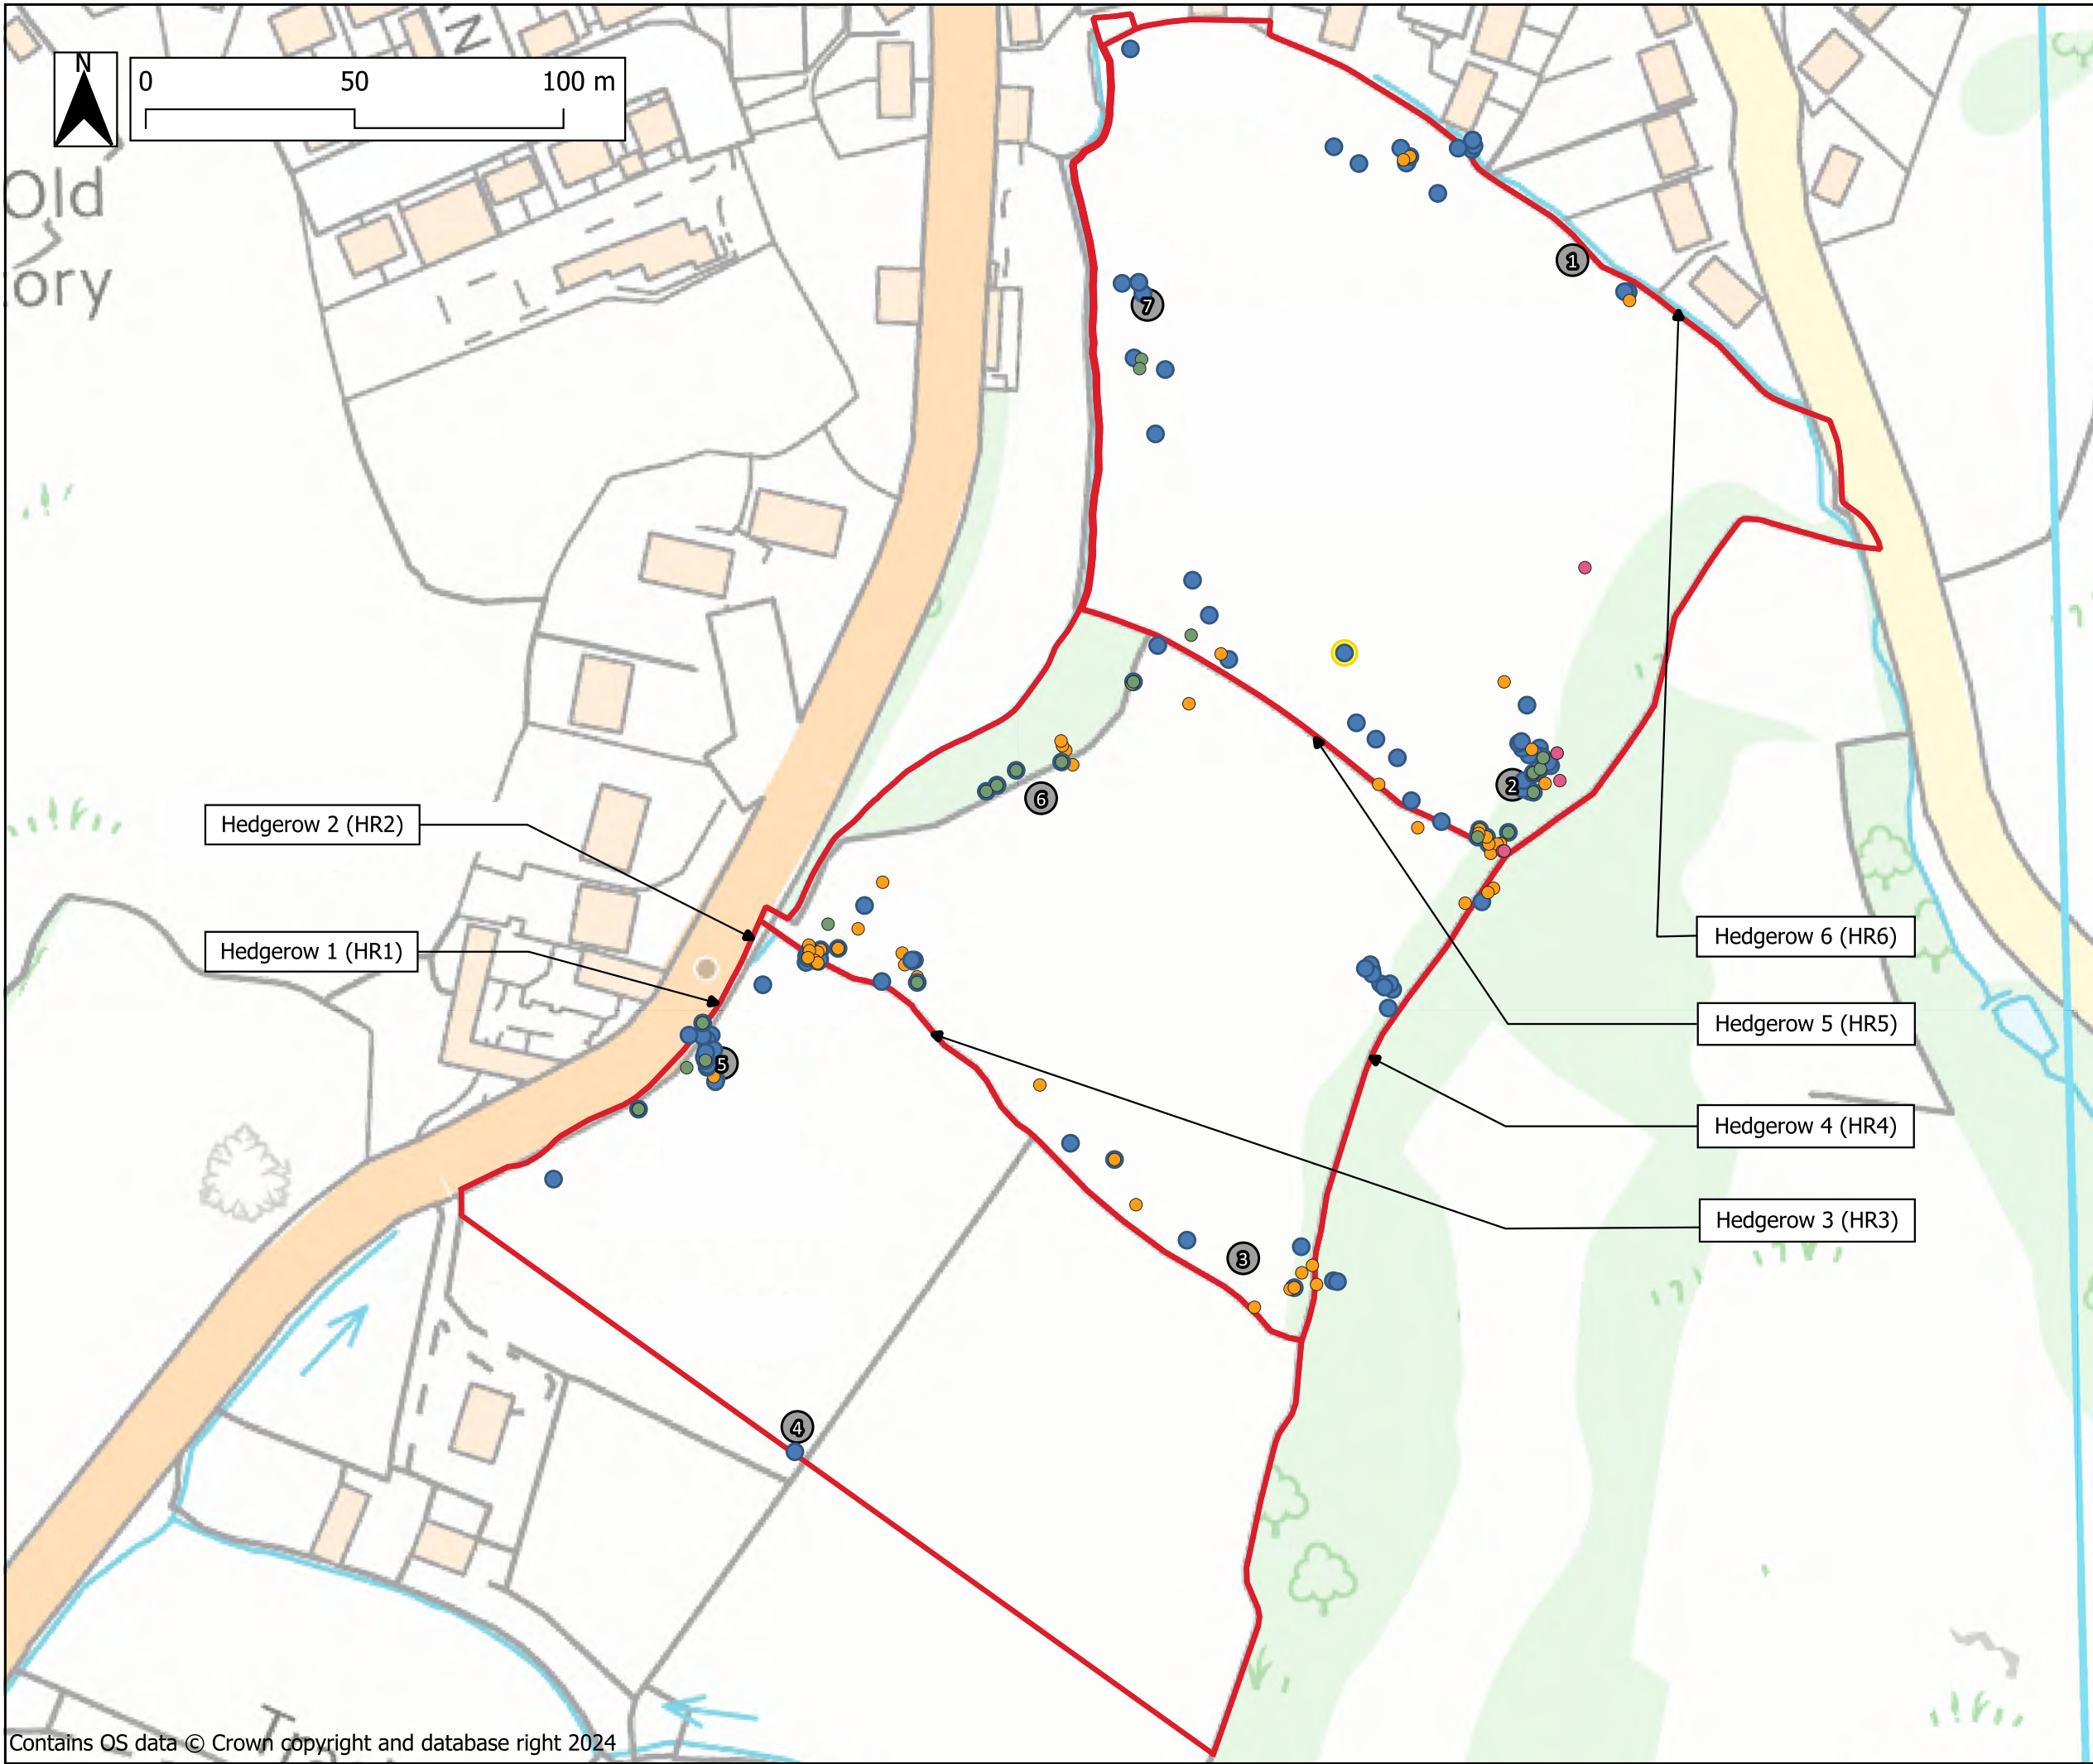 N
0 50 100 m
Old
ory
1
7
2
6
Hedgerow 2 (HR2)
Hedgerow 1 (HR1)
Hedgerow 6 (HR6)
Hedgerow 5 (HR5)
5
Hedgerow 4 (HR4)
Hedgerow 3 (HR3)
3
4
Contains OS data © Crown copyright and database right 2024